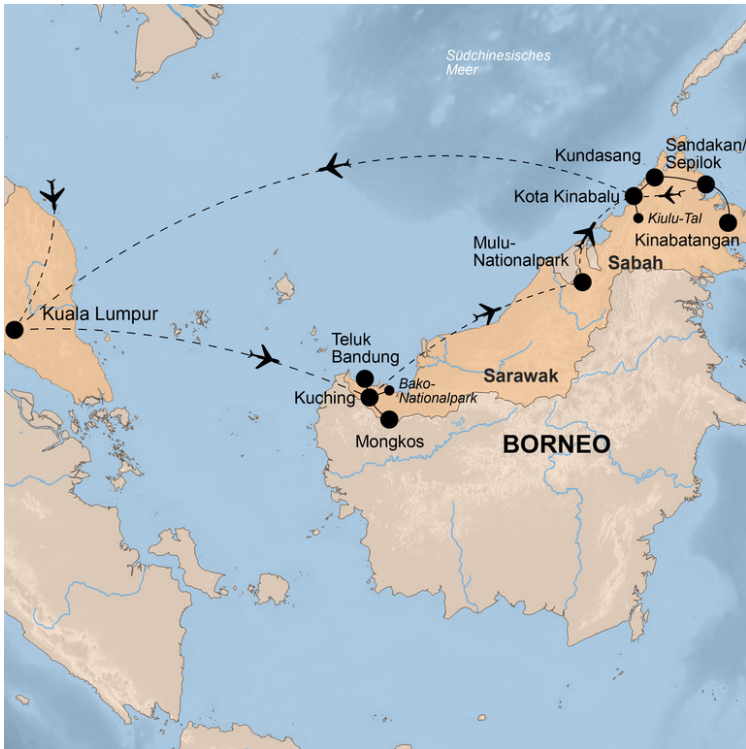 Südchinesisches
Meer
Sandakan/
Sepilok
Kundasang
Kota Kinabalu
Kiulu-Tal
Kinabatangan
Mulu-
Nationalpark
Sabah
Kuala Lumpur
Teluk
Bandung
Sarawak
Bako-
Nationalpark
Kuching
Mongkos
BORNEO